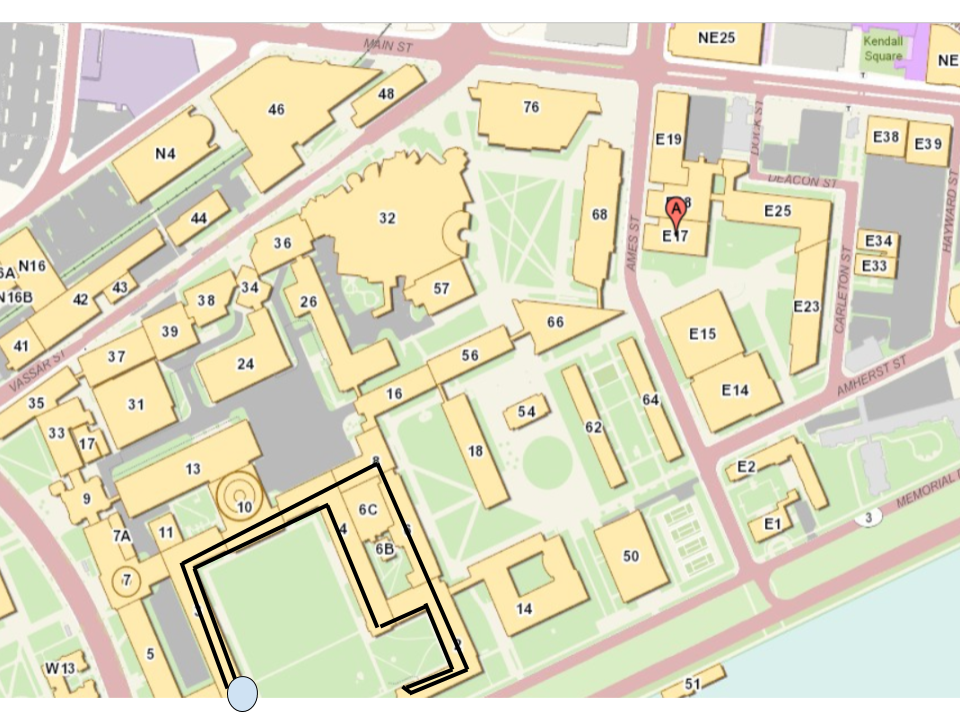 MAIN ST
NE25
Kendall
Square
NE
46
48
76
E19
DOCK ST
E38
E39
N4
DEACON ST
HAYWARD ST
44
32
36
68
AMES ST
A
E17
E25
E34
E33
N16
6A
N16B
42
43
38
34
26
57
66
E23
CARLETON ST
41
39
37
24
56
E15
VASSAR ST
35
31
16
54
64
E14
AMHERST ST
33
17
18
62
13
8
E2
9
10
6C
MEMORIAL
3
7A
11
4
6
6B
50
E1
7
14
3
5
2
W13
51